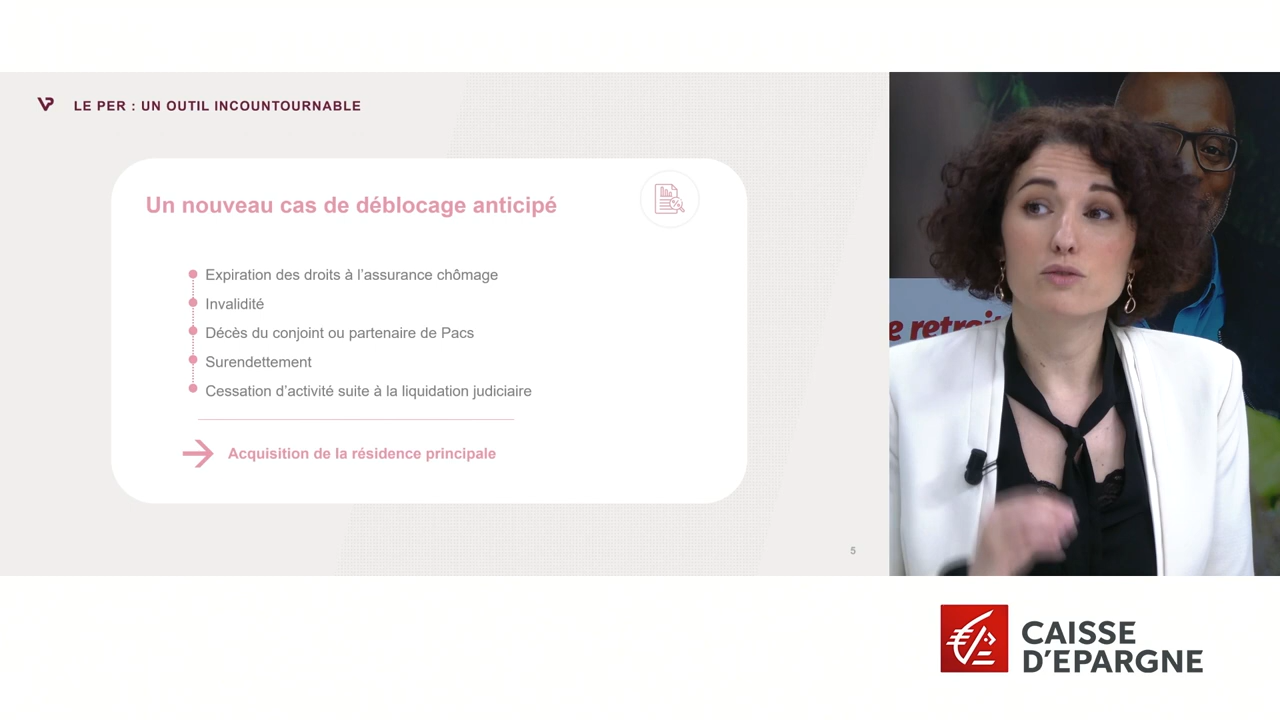 LE PER : UN OUTIL INCOUNTOURNABLE
Un nouveau cas de déblocage anticipé
Expiration des droits à l’assurance chômage
Invalidité
Décès du conjoint ou partenaire de Pacs
Surendettement
Cessation d’activité suite à la liquidation judiciaire
Acquisition de la résidence principale
5
e retrait
CAISSE
D’EPARGNE